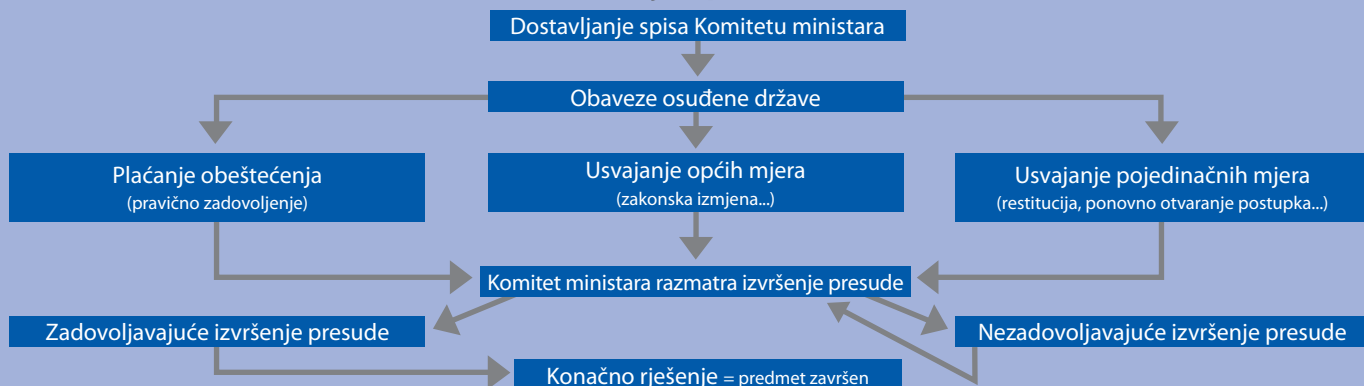 Dostavljanje spisa Komitetu ministara
Obaveze osuđene države
Plaćanje obeštećenja
(pravično zadovoljenje)
Usvajanje općih mjera
(zakonska izmjena...)
Usvajanje pojedinačnih mjera
(restitucija, ponovno otvaranje postupka...)
Komitet ministara razmatra izvršenje presude
Zadovoljavajuće izvršenje presude
Nezadovoljavajuće izvršenje presude
Konačno rješenje = predmet završen